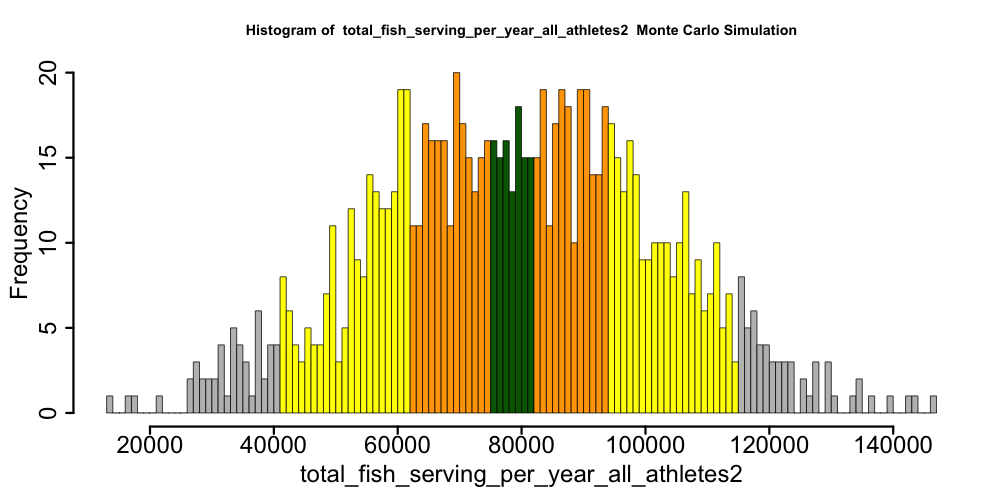 Histogram of  total_fish_serving_per_year_all_athletes2  Monte Carlo Simulation
20
15
10
5
0
Frequency
20000 40000 60000 80000 100000 120000 140000
total_fish_serving_per_year_all_athletes2